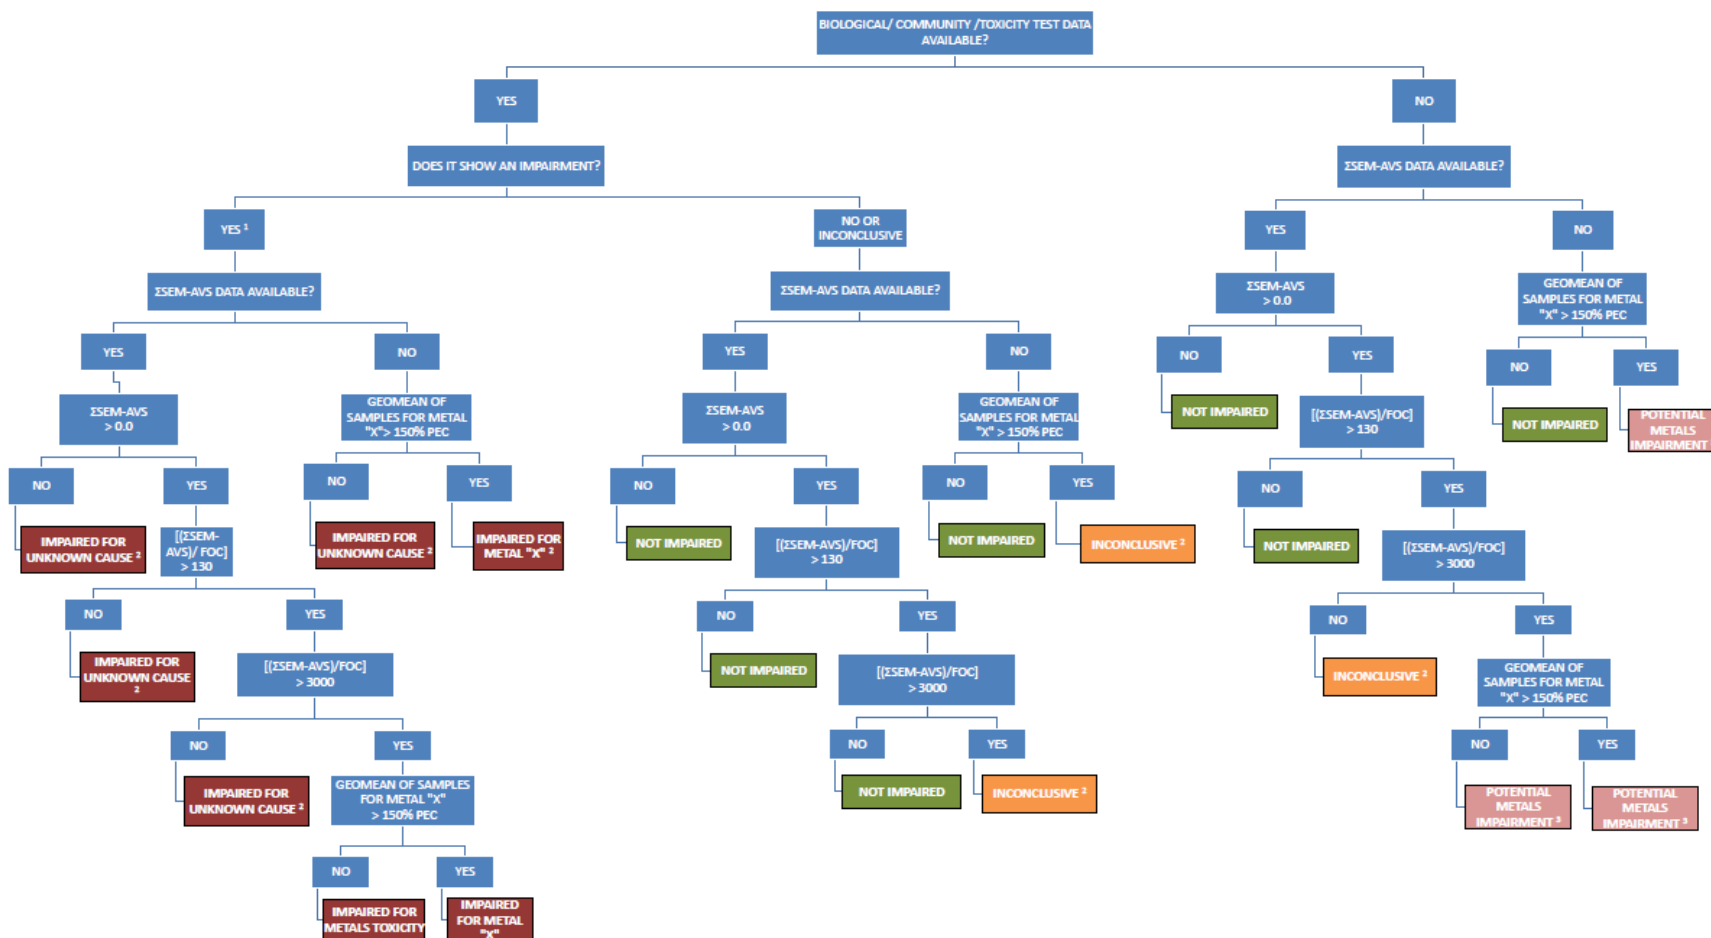 BIOLOGICAL/ COMMUNITY /TOXICITY TEST DATA
AVAILABLE?
YES
NO
DOES IT SHOW AN IMPAIRMENT?
ΣSEM-AVS DATA AVAILABLE?
YES ¹
NO OR
INCONCLUSIVE
YES
NO
ΣSEM-AVS DATA AVAILABLE?
ΣSEM-AVS DATA AVAILABLE?
ΣSEM-AVS
> 0.0
GEOMEAN OF
SAMPLES FOR METAL
"X" > 150% PEC
YES
NO
YES
NO
NO
YES
NO
YES
ΣSEM-AVS
> 0.0
GEOMEAN OF
SAMPLES FOR METAL
"X"> 150% PEC
ΣSEM-AVS
> 0.0
GEOMEAN OF
SAMPLES FOR METAL
"X" > 150% PEC
NOT IMPAIRED
[(ΣSEM-AVS)/FOC]
> 130
NOT IMPAIRED
POTENTIAL
METALS
IMPAIRMENT
NO
YES
NO
YES
NO
YES
NO
YES
NO
YES
IMPAIRED FOR
UNKNOWN CAUSE ²
[(ΣSEM-
AVS)/ FOC]
> 130
IMPAIRED FOR
UNKNOWN CAUSE ²
IMPAIRED FOR
METAL "X" ²
NOT IMPAIRED
[(ΣSEM-AVS)/FOC]
> 130
NOT IMPAIRED
INCONCLUSIVE ²
NOT IMPAIRED
[(ΣSEM-AVS)/FOC]
> 3000
NO
YES
NO
YES
NO
YES
IMPAIRED FOR
UNKNOWN CAUSE
²
[(ΣSEM-AVS)/FOC]
> 3000
NOT IMPAIRED
[(ΣSEM-AVS)/FOC]
> 3000
INCONCLUSIVE ²
GEOMEAN OF
SAMPLES FOR METAL
"X" > 150% PEC
NO
YES
NO
YES
NO
YES
IMPAIRED FOR
UNKNOWN CAUSE ²
GEOMEAN OF SAMPLES
FOR METAL "X"
> 150% PEC
NOT IMPAIRED
INCONCLUSIVE ²
POTENTIAL
METALS
IMPAIRMENT ³
POTENTIAL
METALS
IMPAIRMENT ³
NO
YES
IMPAIRED FOR
METALS TOXICITY
IMPAIRED
FOR METAL
"X"